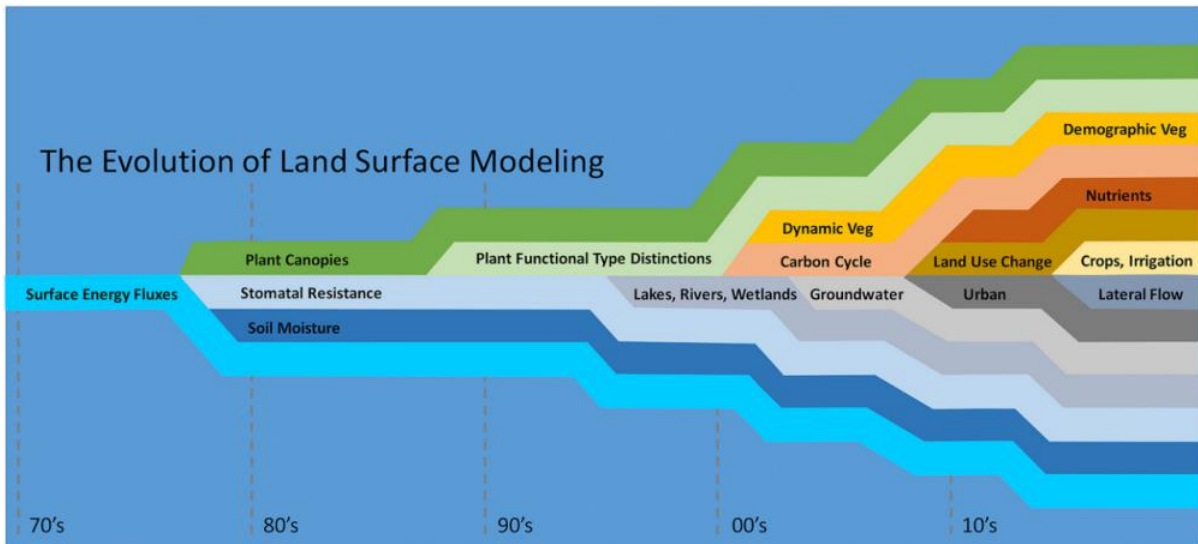 The Evolution of Land Surface Modeling
Demographic Veg
Nutrients
Dynamic Veg
Plant Canopies
Plant Functional Type Distinctions
Carbon Cycle
Land Use Change
Crops, Irrigation
Surface Energy Fluxes
Stomatal Resistance
Lakes, Rivers, Wetlands
Groundwater
Urban
Lateral Flow
Soil Moisture
70's
80's
90's
00's
10's